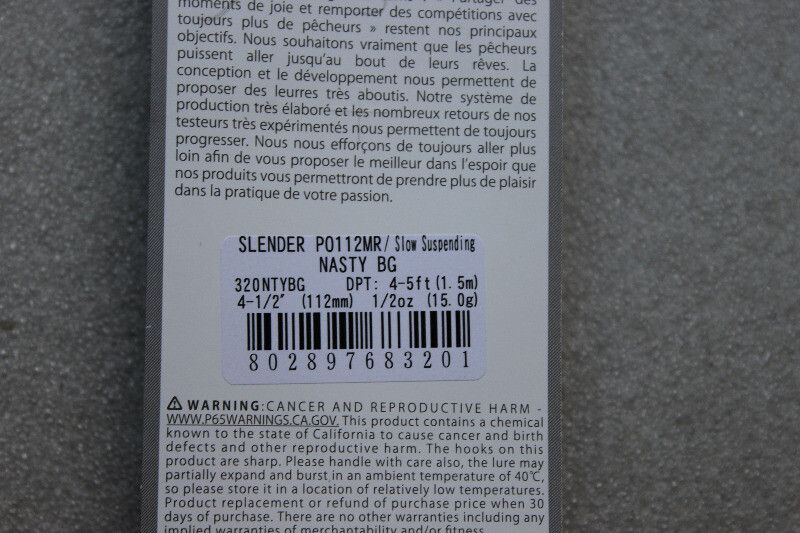 moments de joie et remporter des compétitions avec
toujours plus de pêcheurs » restent nos principaux
objectifs. Nous souhaitons vraiment que les pêcheurs
puissent aller jusqu'au bout de leurs rêves. La
conception et le développement nous permettent de
proposer des leurres très aboutis. Notre système de
production très élaboré et les nombreux retours de nos
testeurs très expérimentés nous permettent de toujours
progresser. Nous nous efforçons de toujours aller plus
loin afin de vous proposer le meilleur dans l'espoir que
nos produits vous permettront de prendre plus de plaisir
dans la pratique de votre passion.
SLENDER PO112MR/ Slow Suspending
NASTY BG
320NTYBG DPT: 4-5ft(1.5m)
4-1/2" (112mm) 1/2oz (15.0g)
802897683201
WARNING:CANCER AND REPRODUCTIVE HARM -
WWW.P65WARNINGS.CA.GOV. This product contains a chemical
known to the state of California to cause cancer and birth
defects and other reproductive harm. The hooks on this
product are sharp. Please handle with care also, the lure may
partially expand and burst in an ambient temperature of 40℃,
so please store it in a location of relatively low temperatures.
Product replacement or refund of purchase price when 30
days of purchase. There are no other warranties including any
implied warranties of merchantability and/or fitness